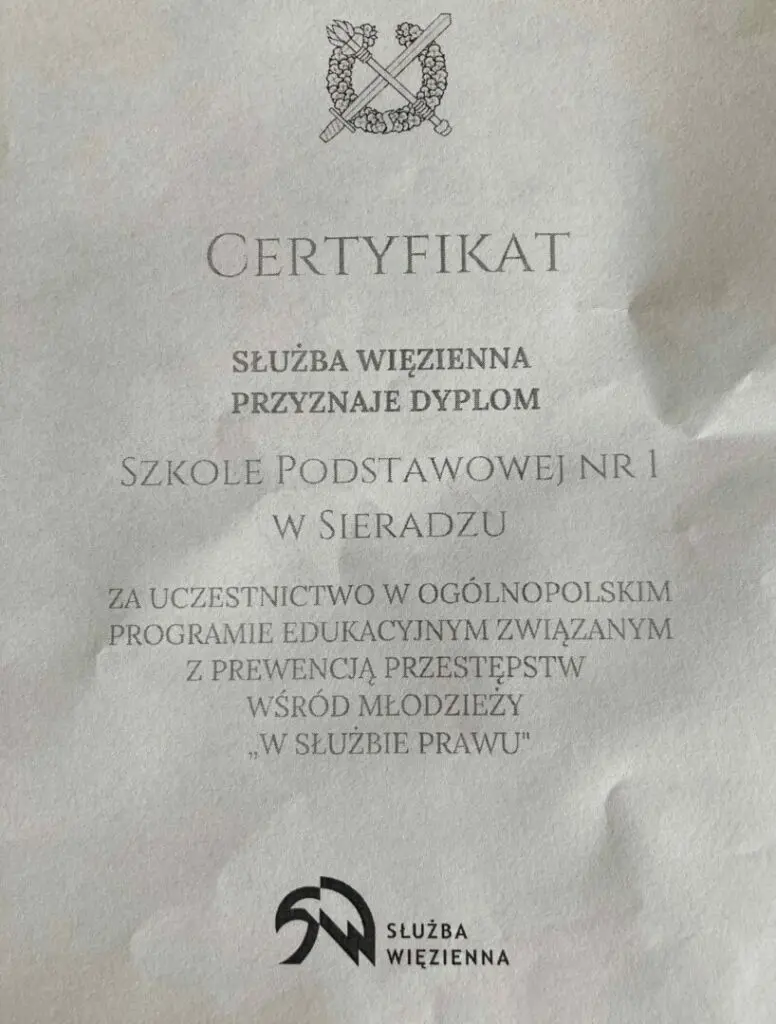 CERTYFIKAT
SŁUŻBA WIĘZIENNA
PRZYZNAJE DYPLOM
SZKOLE PODSTAWOWEJ NR 1
W SIERADZU
ZA UCZESTNICTWO W OGÓLNOPOLSKIM
PROGRAMIE EDUKACYJNYM ZWIĄZANYM
Z PREWENCJĄ PRZESTĘPSTW
WŚRÓD MŁODZIEŻY
„W SŁUŻBIE PRAWU"
SW
SŁUŻBA
WIĘZIENNA